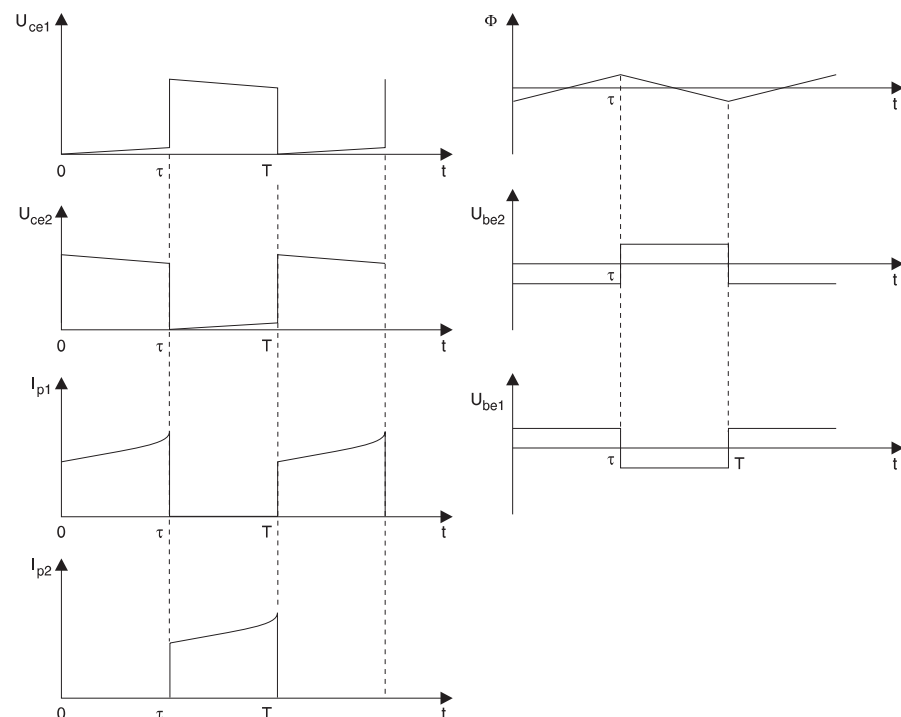 U_ce1
0 τ T t
U_ce2
0 τ T t
I_p1
0 τ T t
I_p2
0 τ T t
Φ
τ t
U_be2
τ t
U_be1
τ T t